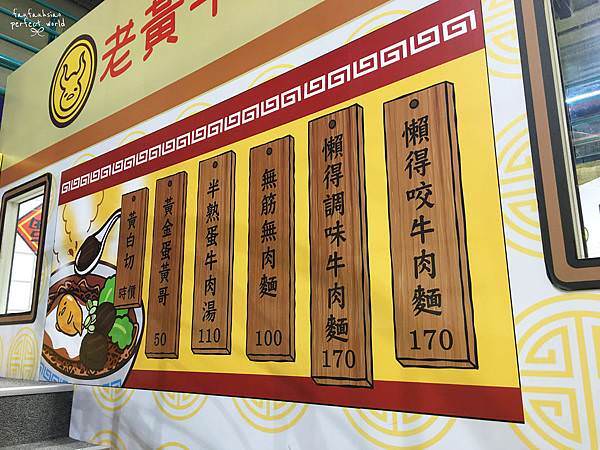 fanfanhsiao
perfect world
老黃牛
懶得咬牛肉麵
170
懶得調味牛肉麵
170
無筋無肉麵
100
半熟蛋牛肉湯
110
黃金蛋黃哥
50
黃白切
時價